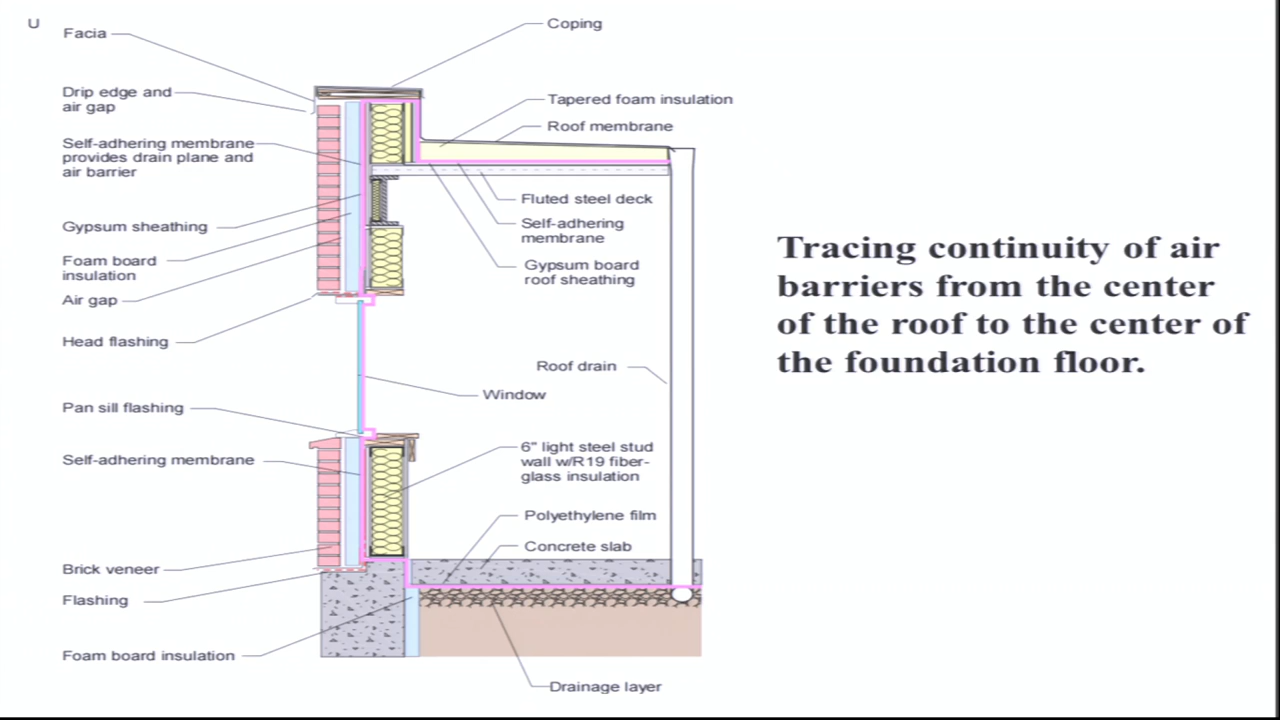 U
Facia
Coping
Drip edge and
air gap
Tapered foam insulation
Roof membrane
Self-adhering membrane
provides drain plane and
air barrier
Fluted steel deck
Self-adhering
membrane
Gypsum sheathing
Gypsum board
roof sheathing
Foam board
insulation
Air gap
Head flashing
Roof drain
Window
Pan sill flashing
Self-adhering membrane
6" light steel stud
wall w/R19 fiber-
glass insulation
Polyethylene film
Concrete slab
Brick veneer
Flashing
Foam board insulation
Drainage layer
Tracing continuity of air
barriers from the center
of the roof to the center of
the foundation floor.